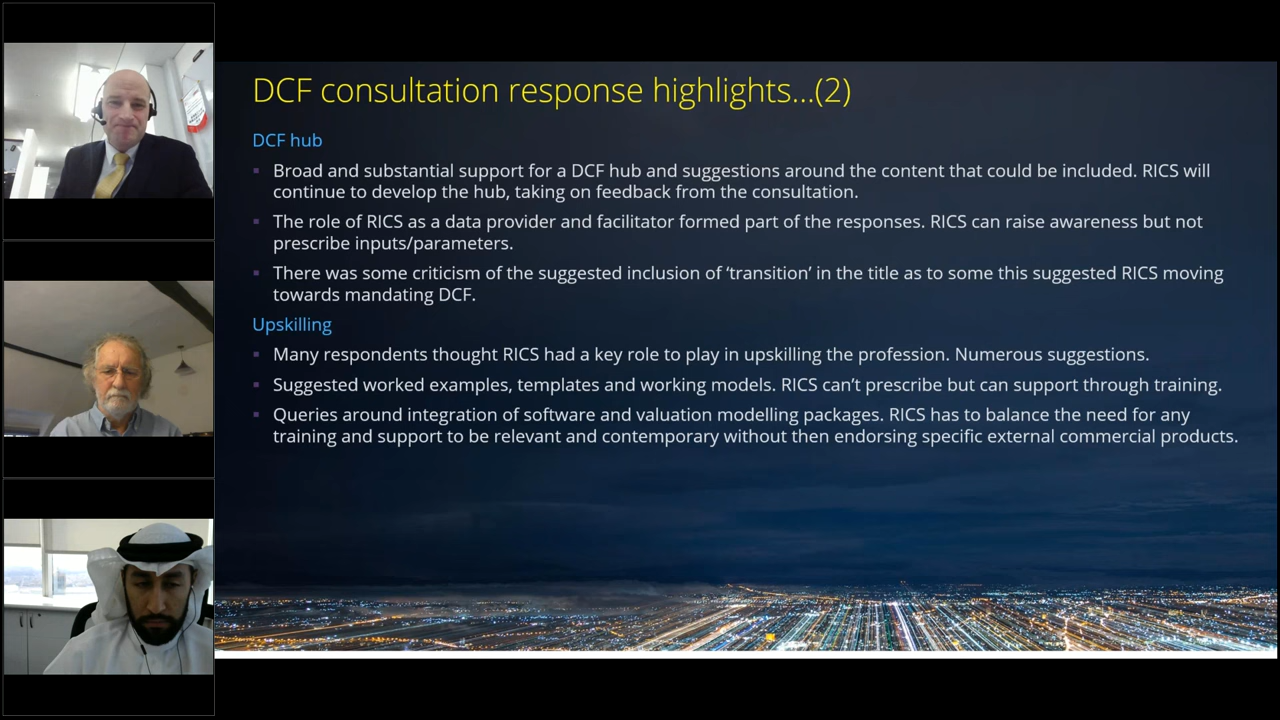 DCF consultation response highlights...(2)
DCF hub
▪ Broad and substantial support for a DCF hub and suggestions around the content that could be included. RICS will
continue to develop the hub, taking on feedback from the consultation.
▪ The role of RICS as a data provider and facilitator formed part of the responses. RICS can raise awareness but not
prescribe inputs/parameters.
▪ There was some criticism of the suggested inclusion of ‘transition’ in the title as to some this suggested RICS moving
towards mandating DCF.
Upskilling
▪ Many respondents thought RICS had a key role to play in upskilling the profession. Numerous suggestions.
▪ Suggested worked examples, templates and working models. RICS can’t prescribe but can support through training.
▪ Queries around integration of software and valuation modelling packages. RICS has to balance the need for any
training and support to be relevant and contemporary without then endorsing specific external commercial products.